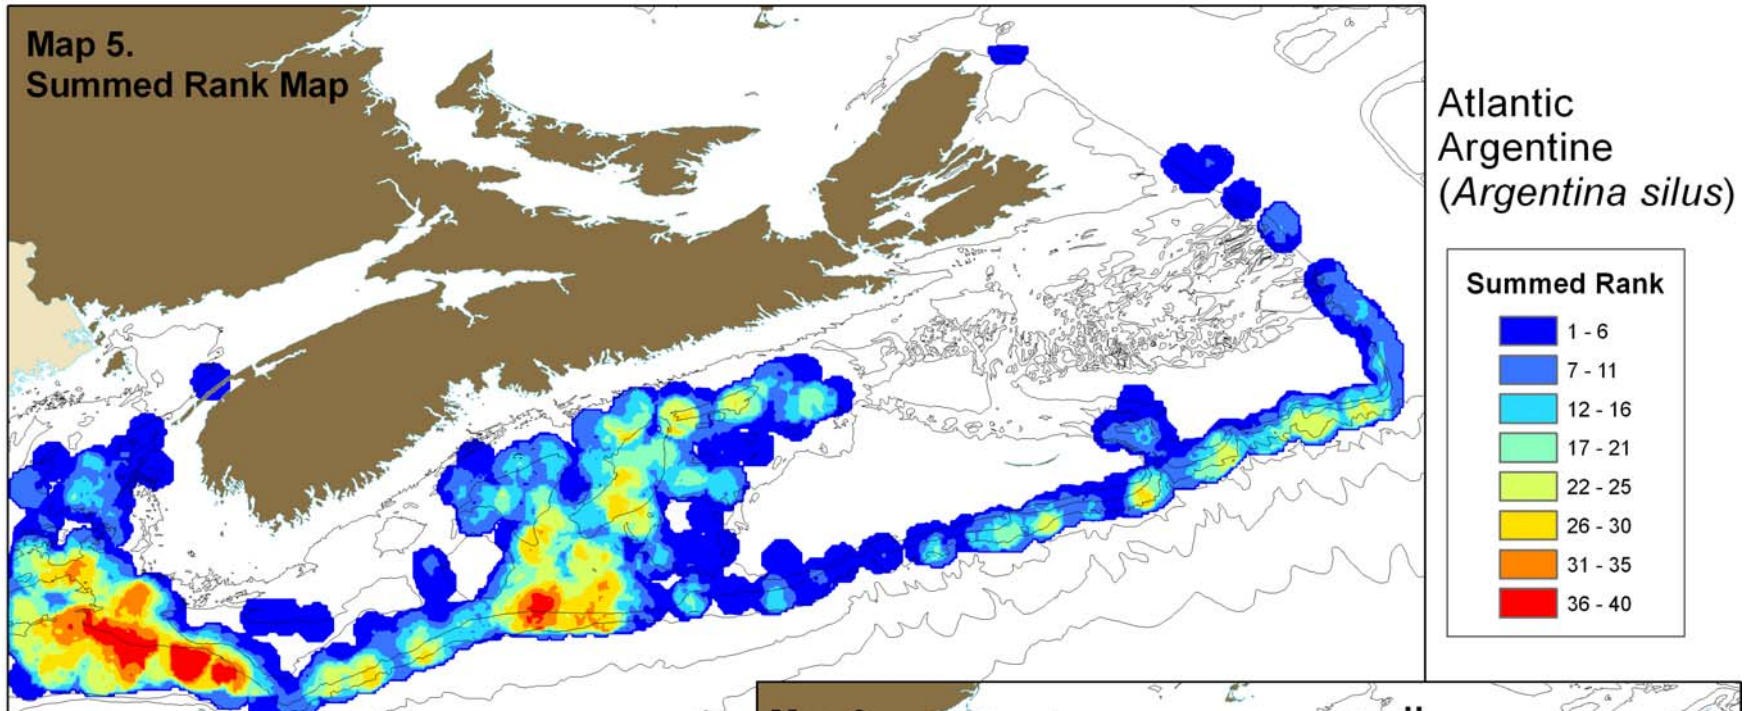 Map 5.
Summed Rank Map
Atlantic
Argentine
(Argentina silus)
Summed Rank
1 - 6
7 - 11
12 - 16
17 - 21
22 - 25
26 - 30
31 - 35
36 - 40